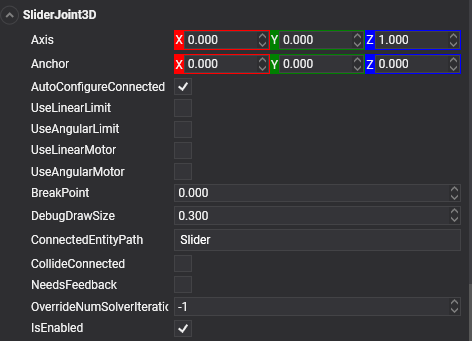 SliderJoint3D
Axis X 0.000 Y 0.000 Z 1.000
Anchor X 0.000 Y 0.000 Z 0.000
AutoConfigureConnected
UseLinearLimit
UseAngularLimit
UseLinearMotor
UseAngularMotor
BreakPoint 0.000
DebugDrawSize 0.300
ConnectedEntityPath Slider
CollideConnected
NeedsFeedback
OverrideNumSolverIteratic -1
IsEnabled